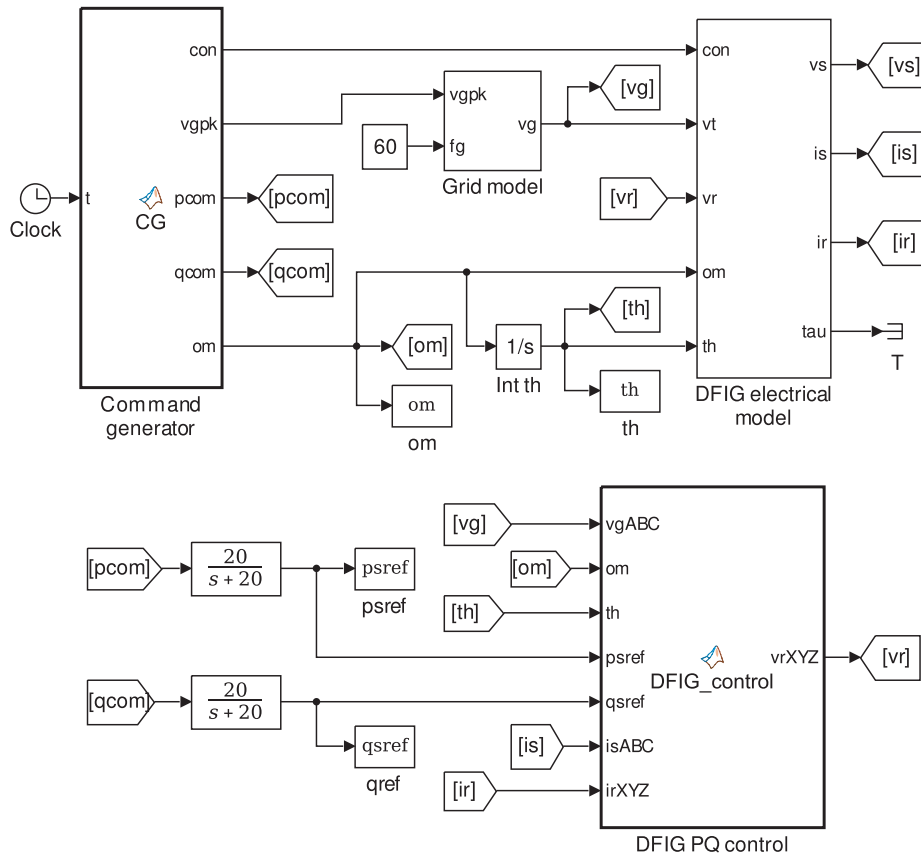 con
con
vs
[vs]
[vg]
vgpk
vgpk
vg
vt
60
fg
is
[is]
Grid model
t
CG
pcom
[pcom]
[vr]
vr
Clock
ir
[ir]
qcom
[qcom]
om
[th]
tau
om
[om]
1/s
th
T
Int th
DFIG electrical
model
Command
generator
om
om
th
th
[vg]
vgABC
[pcom]
20
s + 20
psref
psref
[om]
om
[th]
th
psref
DFIG_control
vrXYZ
[vr]
[qcom]
20
s + 20
qsref
qsref
qref
[is]
isABC
[ir]
irXYZ
DFIG PQ control